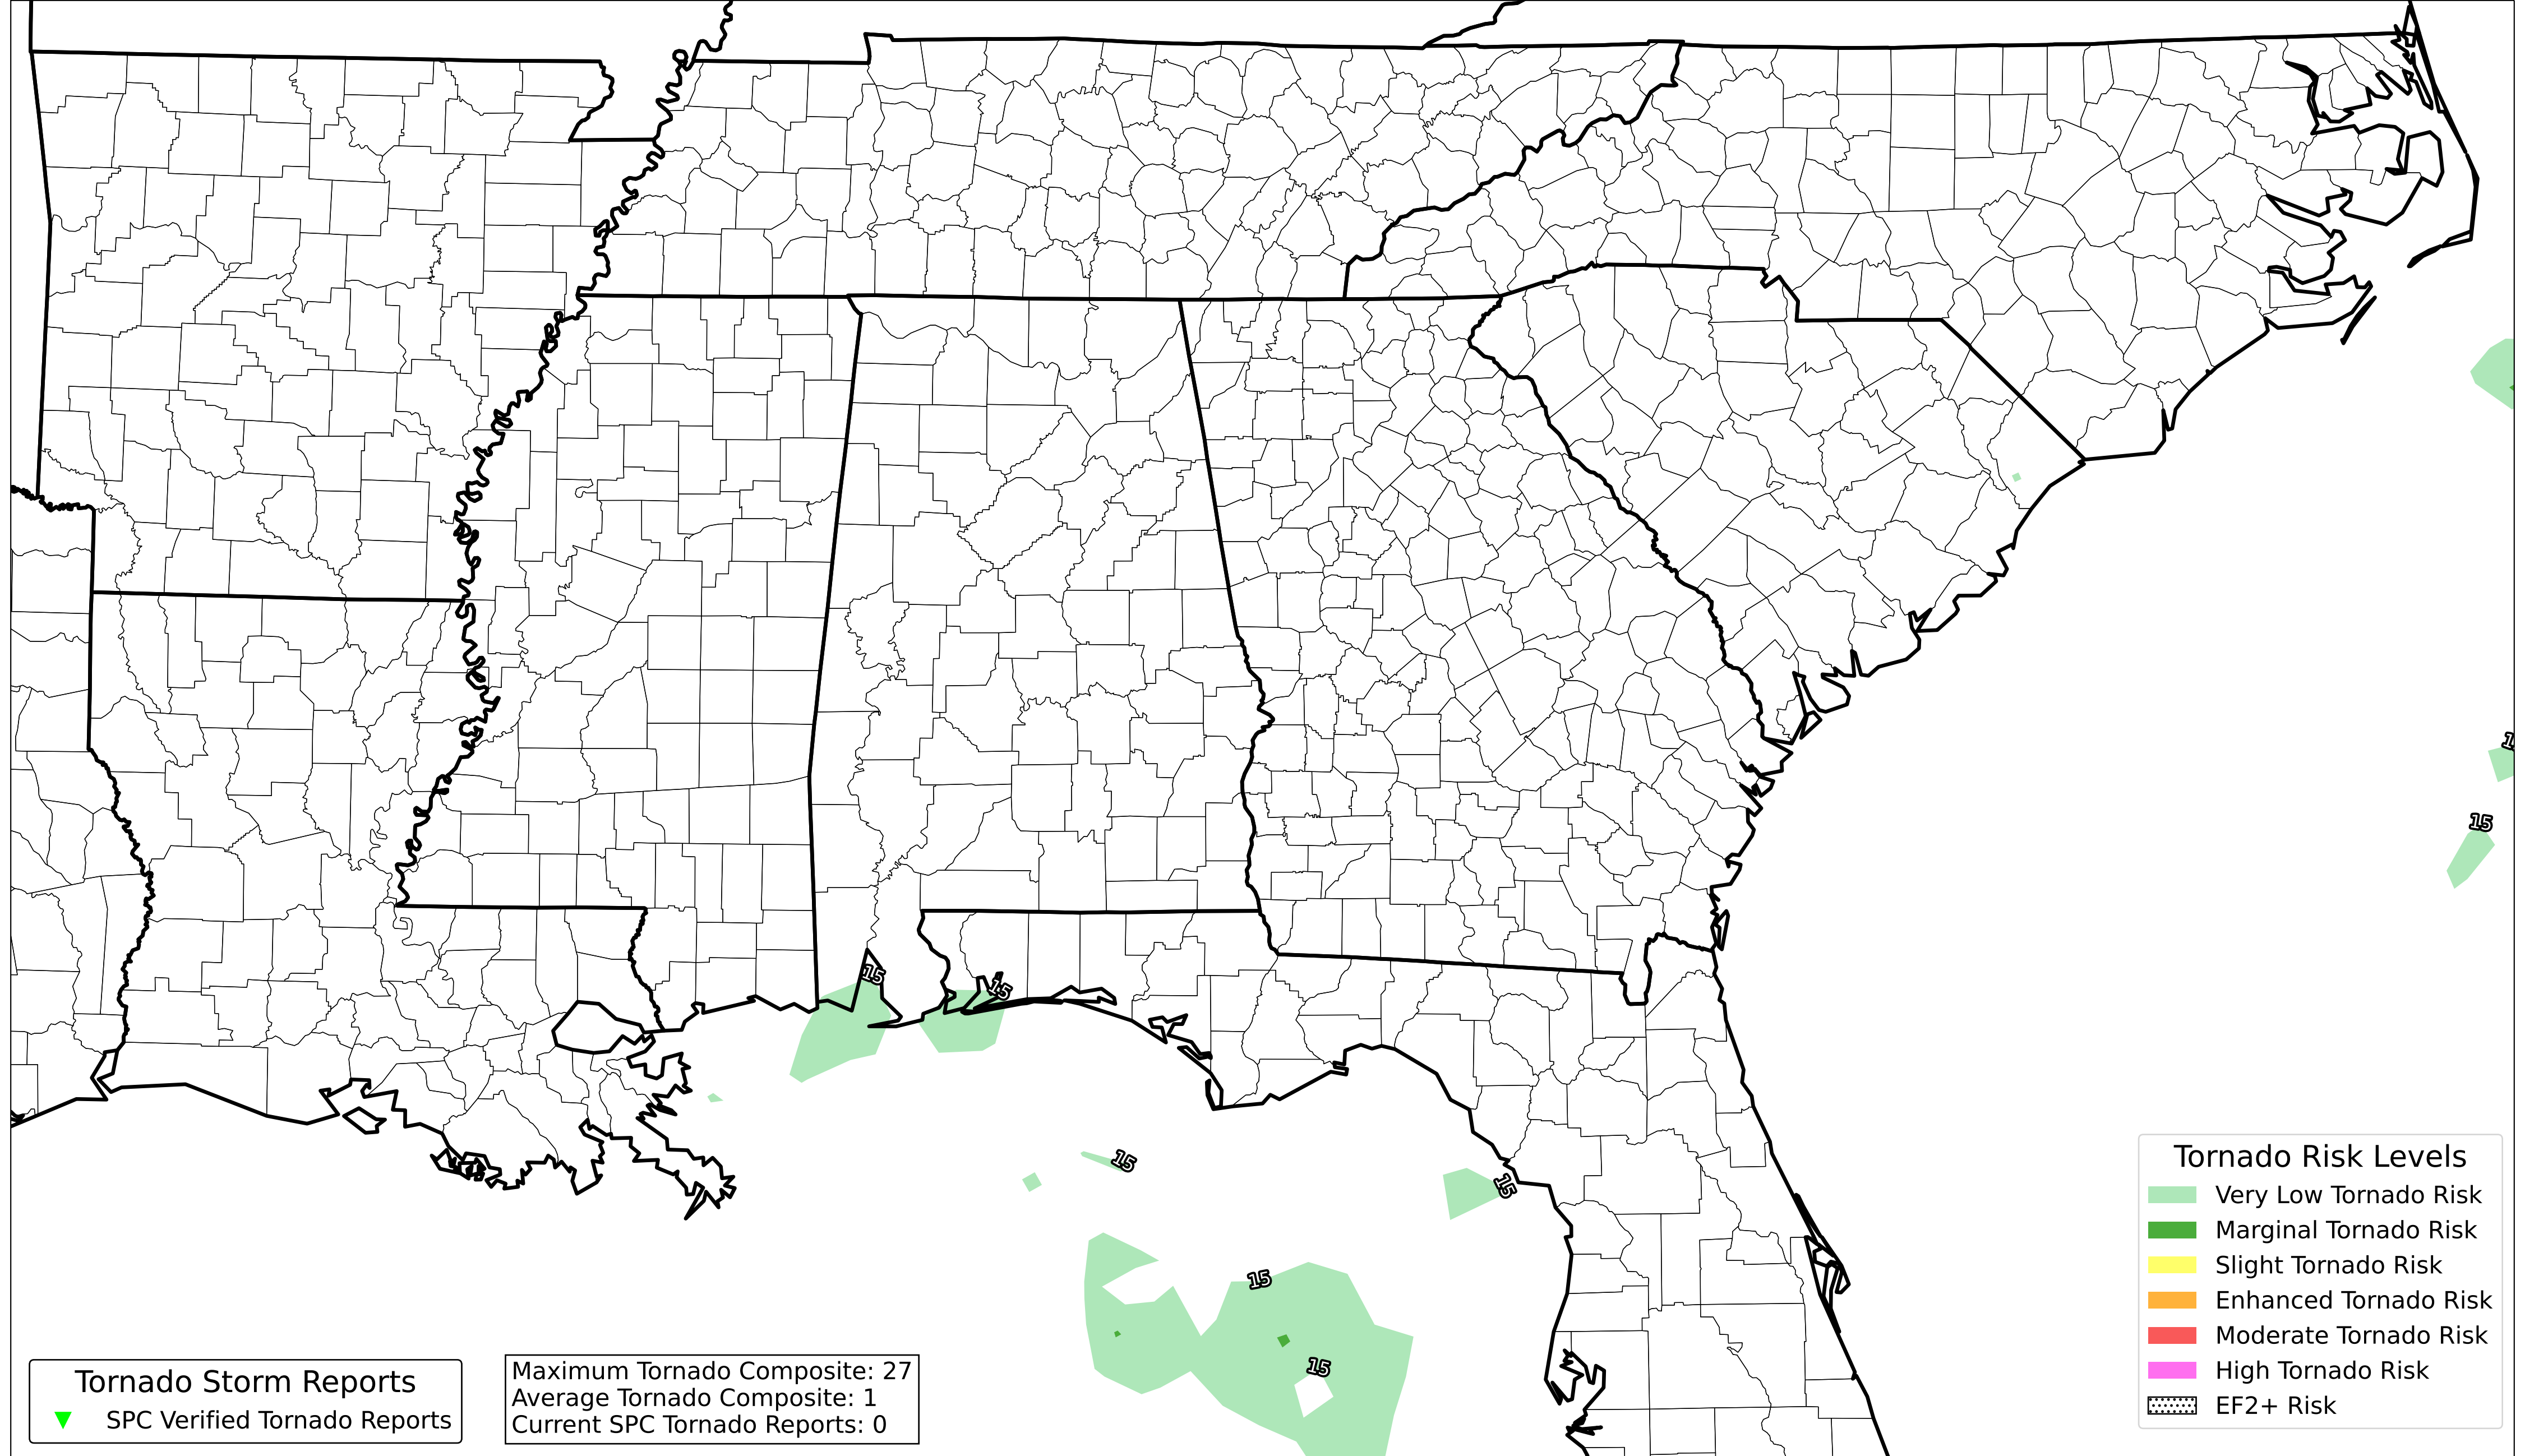 15
15
15
15
15
15
15
Tornado Risk Levels
Very Low Tornado Risk
Marginal Tornado Risk
Slight Tornado Risk
Enhanced Tornado Risk
Moderate Tornado Risk
High Tornado Risk
EF2+ Risk
Tornado Storm Reports
SPC Verified Tornado Reports
Maximum Tornado Composite: 27
Average Tornado Composite: 1
Current SPC Tornado Reports: 0